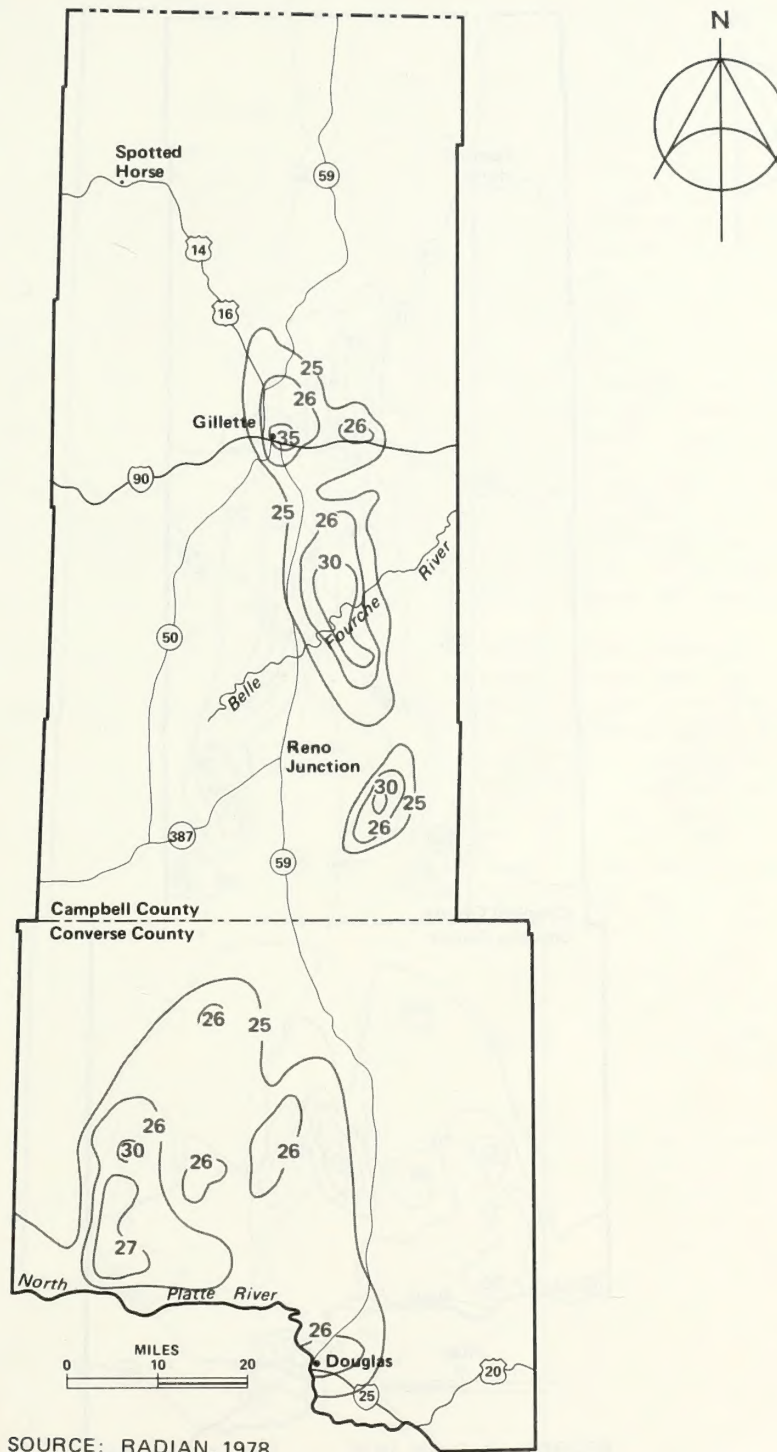 N
Spotted
Horse
59
14
16
25
26
Gillette
35
26
90
25
26
30
Belle Fourche River
50
Reno
Junction
30
25
26
387
59
Campbell County
Converse County
26
25
26
30
26
26
27
North Platte River
26
MILES
0 10 20
Douglas
20
25
SOURCE: RADIAN, 1978